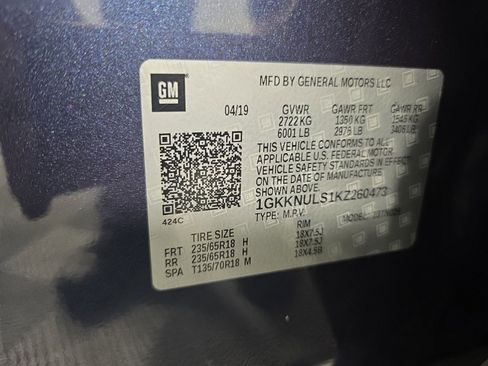 GM
MFD BY GENERAL MOTORS LLC
04/19 GVWR GAWR FRT GAWR RR
2722 KG 1350 KG 1545 KG
6001 LB 2976 LB 3406 LB
THIS VEHICLE CONFORMS TO ALL
APPLICABLE U.S. FEDERAL MOTOR
VEHICLE SAFETY STANDARDS IN EFFECT
ON THE DATE OF MANUFACTURE
SHOWN ABOVE.
1GKKNULS1KZ260473
TYPE: M.P.V. MODEL:
424C
TIRE SIZE RIM
FRT 235/65R18 H 18X7.5J
RR 235/65R18 H 18X7.5J
SPA T135/70R18 M 18X4.5B